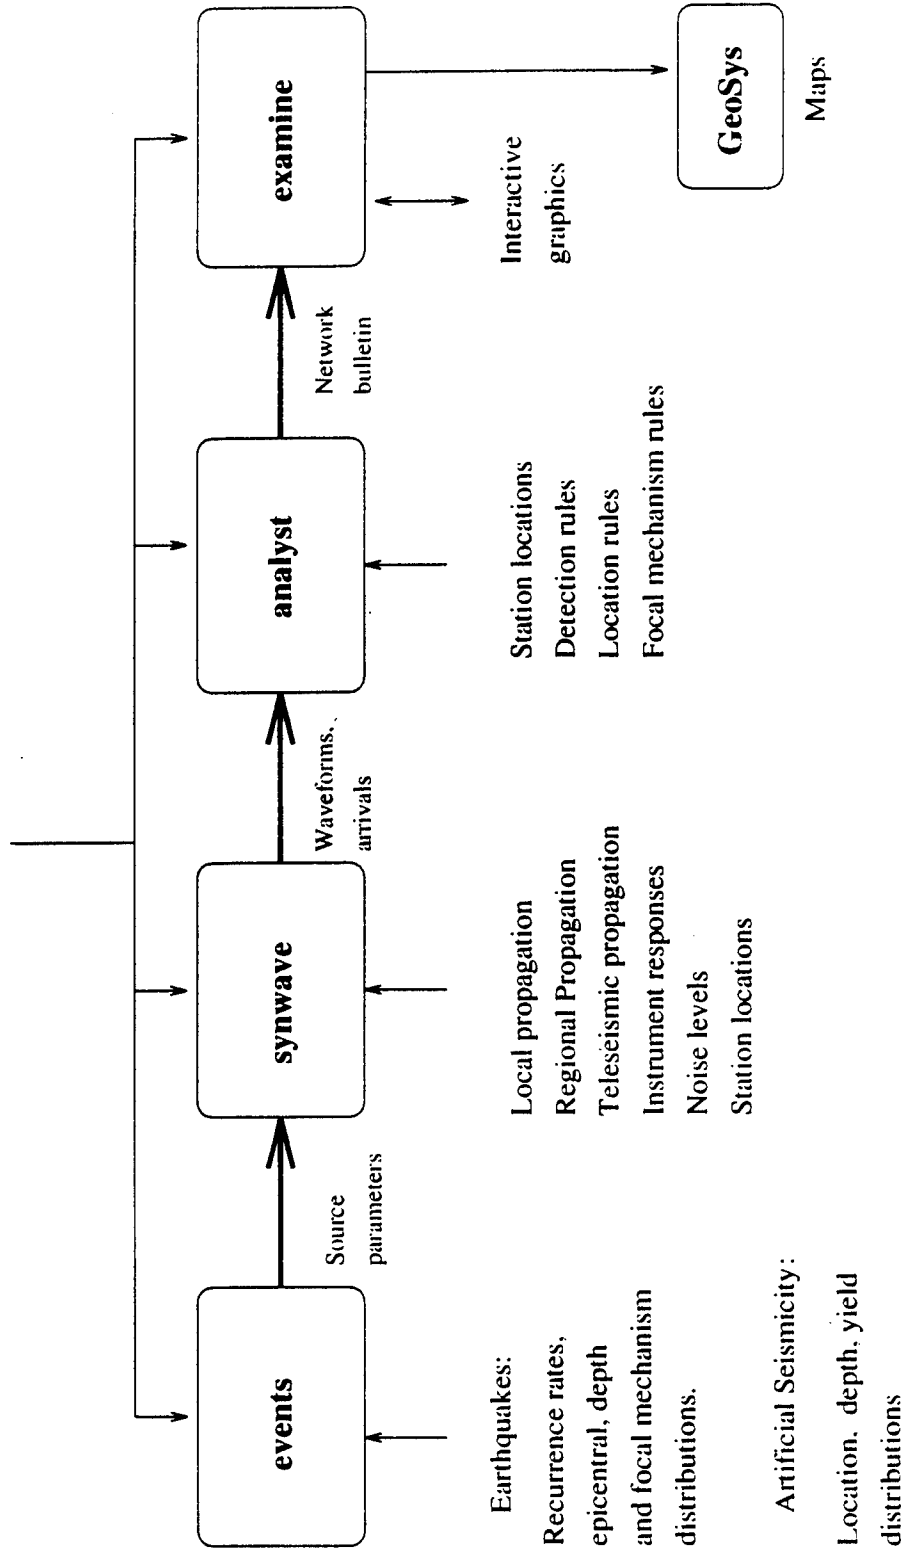 events
synwave
analyst
examine
GeoSys
Maps
Source
parameters
Waveforms,
arrivals
Network
bulletin
Interactive
graphics
Earthquakes:
Recurrence rates,
epicentral, depth
and focal mechanism
distributions.
Artificial Seismicity:
Location, depth, yield
distributions
Local propagation
Regional Propagation
Teleseismic propagation
Instrument responses
Noise levels
Station locations
Station locations
Detection rules
Location rules
Focal mechanism rules